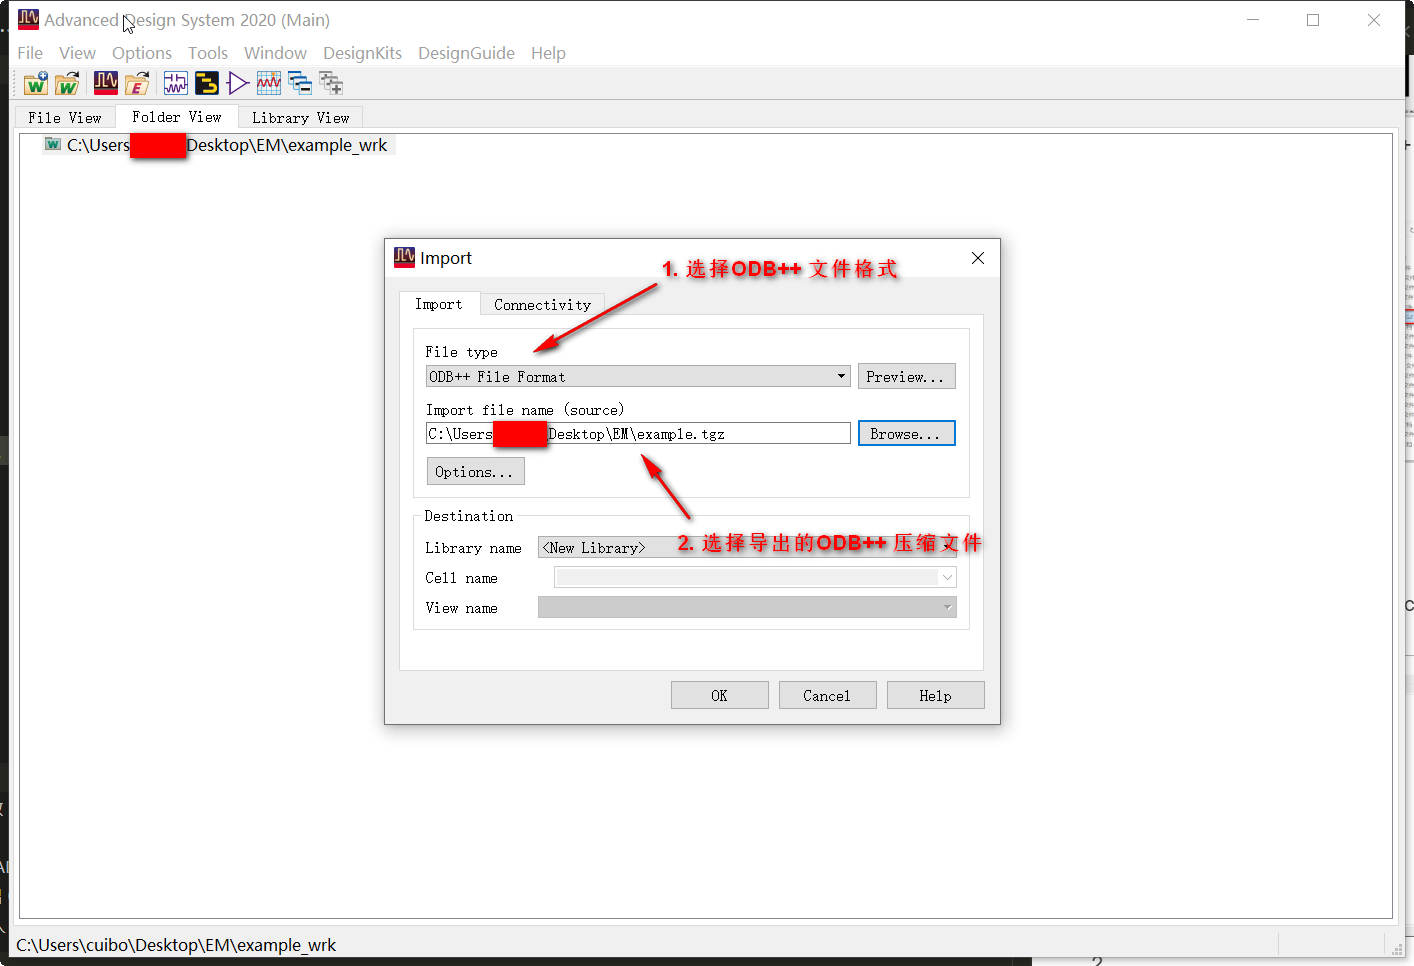 Advanced Design System 2020 (Main)
File View Options Tools Window DesignKits DesignGuide Help
File View Folder View Library View
C:\Users Desktop\EM\example_wrk
Import
1. 选择ODB++ 文件格式
Import Connectivity
File type
ODB++ File Format Preview...
Import file name (source)
C:\Users Desktop\EM\example.tgz Browse...
Options...
Destination
2. 选择导出的ODB++ 压缩文件
Library name <New Library>
Cell name
View name
OK Cancel Help
C:\Users\cuibo\Desktop\EM\example_wrk